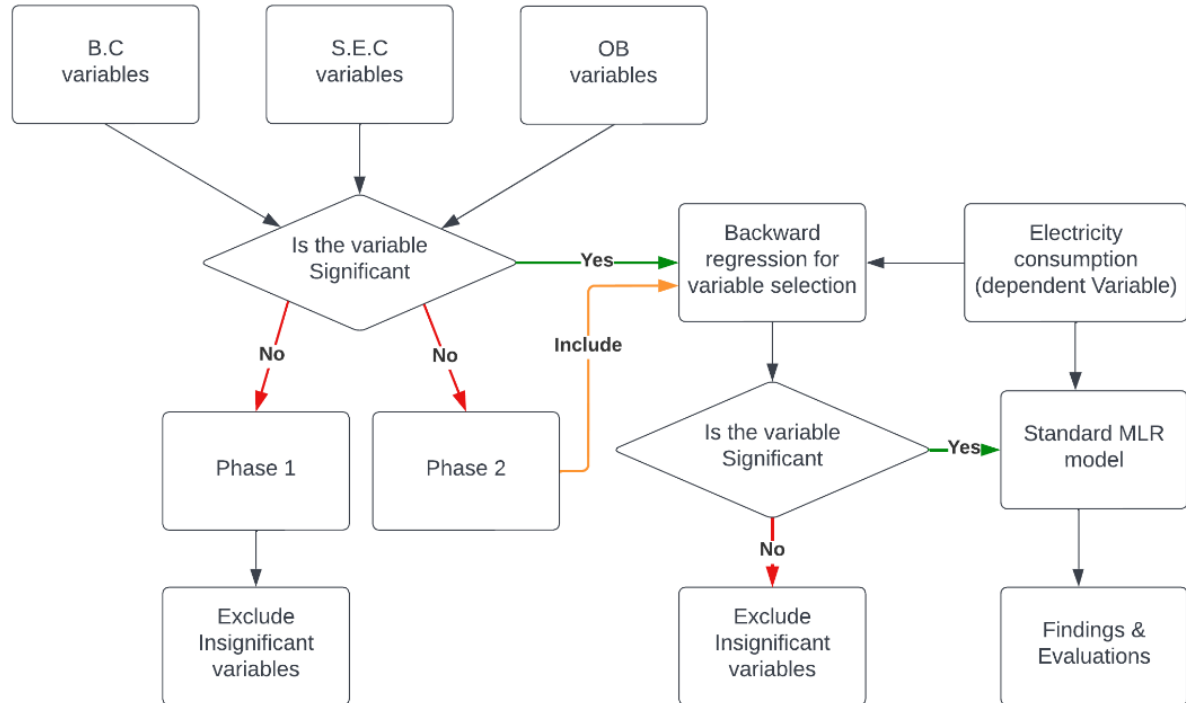 B.C
variables
S.E.C
variables
OB
variables
Is the variable
Significant
Yes
Backward
regression for
variable selection
Electricity
consumption
(dependent Variable)
No
No
Include
Phase 1
Phase 2
Is the variable
Significant
Yes
Standard MLR
model
No
Exclude
Insignificant
variables
Exclude
Insignificant
variables
Findings &
Evaluations